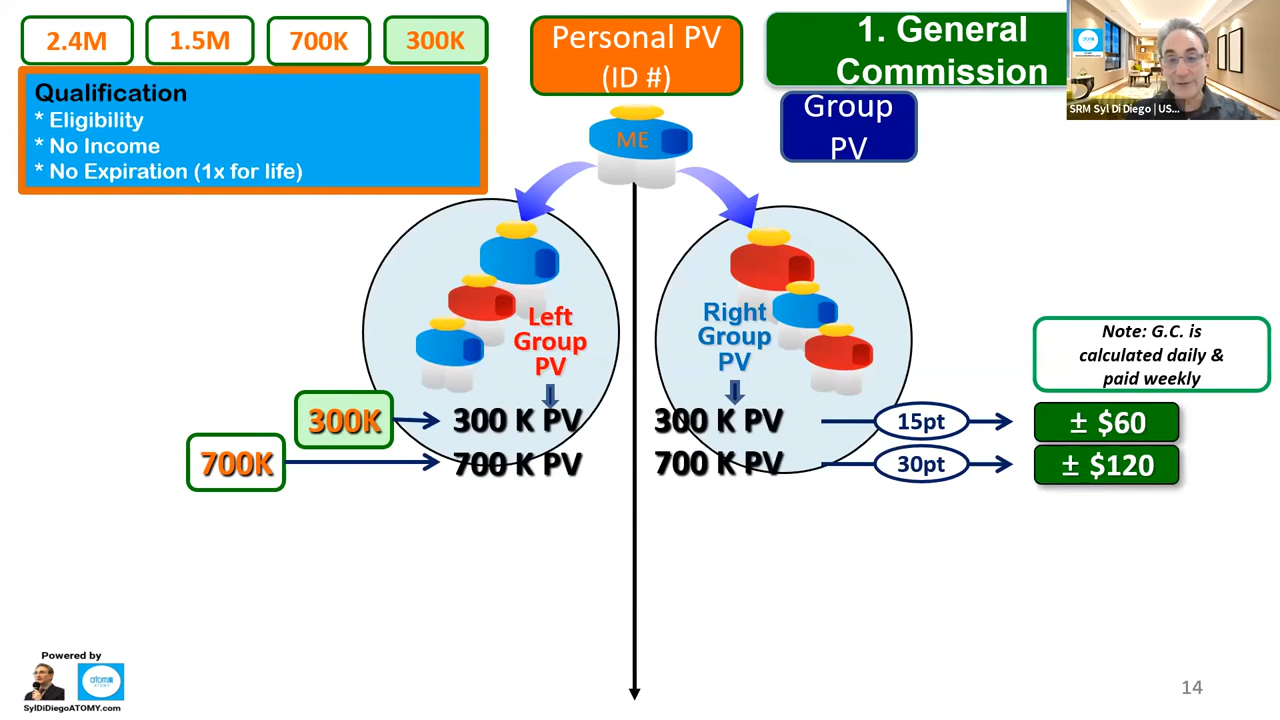 2.4M
1.5M
700K
300K
Personal PV
(ID #)
1. General
Commission
SRM Syl Di Diego | US...
Qualification
* Eligibility
* No Income
* No Expiration (1x for life)
Group
PV
ME
Left
Group
PV
Right
Group
PV
Note: G.C. is
calculated daily &
paid weekly
300K
300 K PV
300 K PV
15pt
± $60
700K
700 K PV
700 K PV
30pt
± $120
Powered by
atomy
SylDiDiegoATOMY.com
14